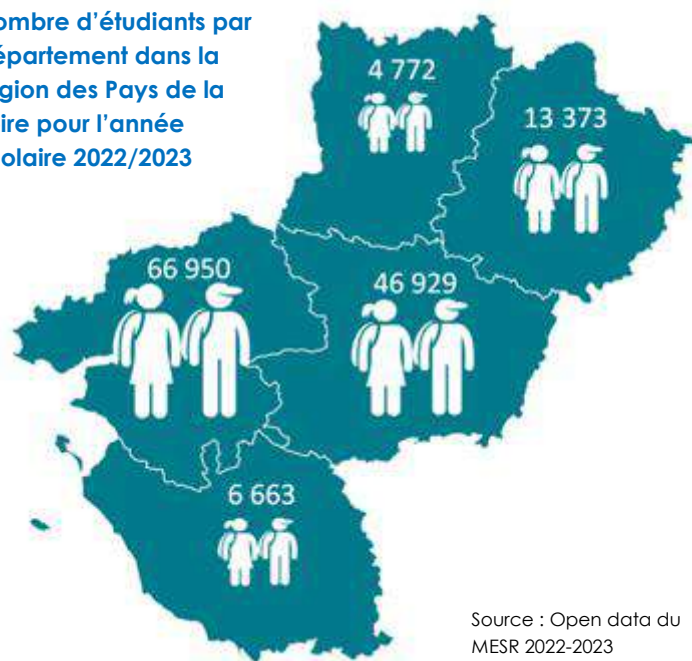 ombre d'étudiants par
épartement dans la
gion des Pays de la
ire pour l'année
olaire 2022/2023
4 772
13 373
66 950
46 929
6 663
Source : Open data du
MESR 2022-2023